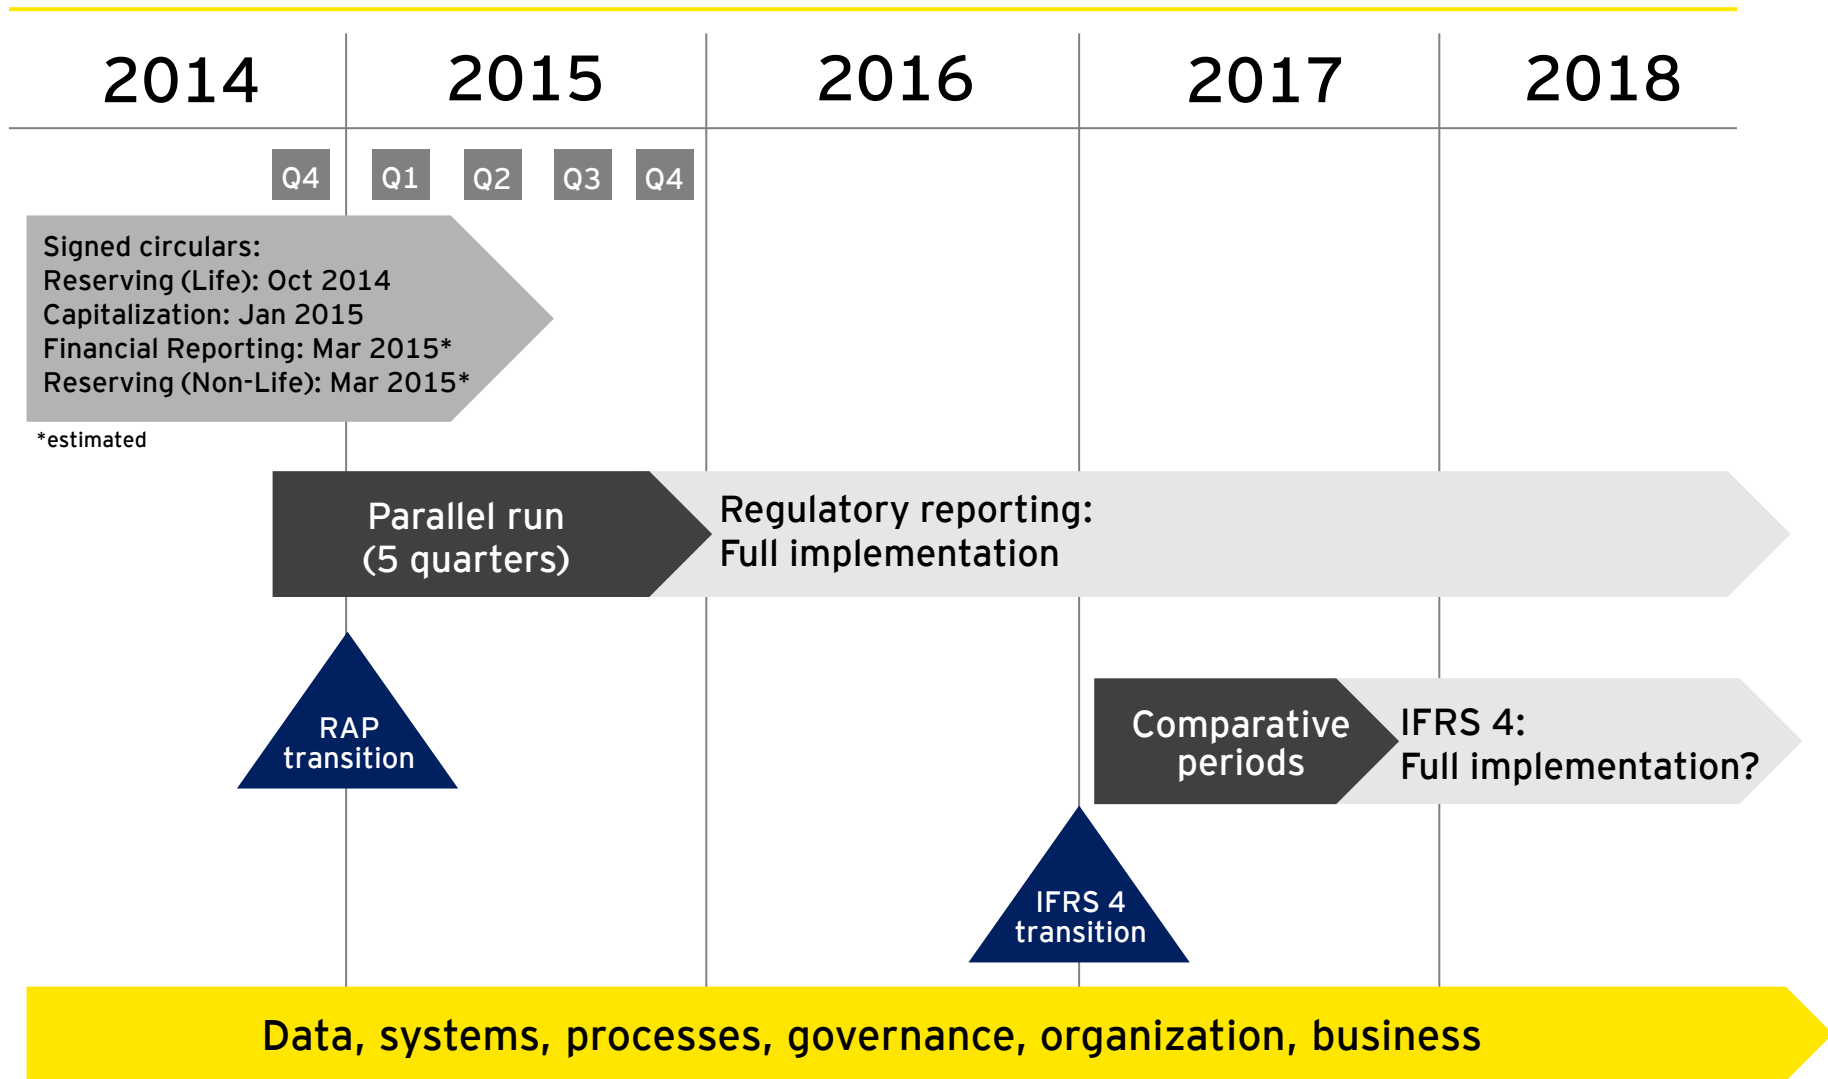 2014
2015
2016
2017
2018
Q4
Q1
Q2
Q3
Q4
Signed circulars:
Reserving (Life): Oct 2014
Capitalization: Jan 2015
Financial Reporting: Mar 2015*
Reserving (Non-Life): Mar 2015*
*estimated
Parallel run
(5 quarters)
Regulatory reporting:
Full implementation
RAP
transition
Comparative
periods
IFRS 4:
Full implementation?
IFRS 4
transition
Data, systems, processes, governance, organization, business